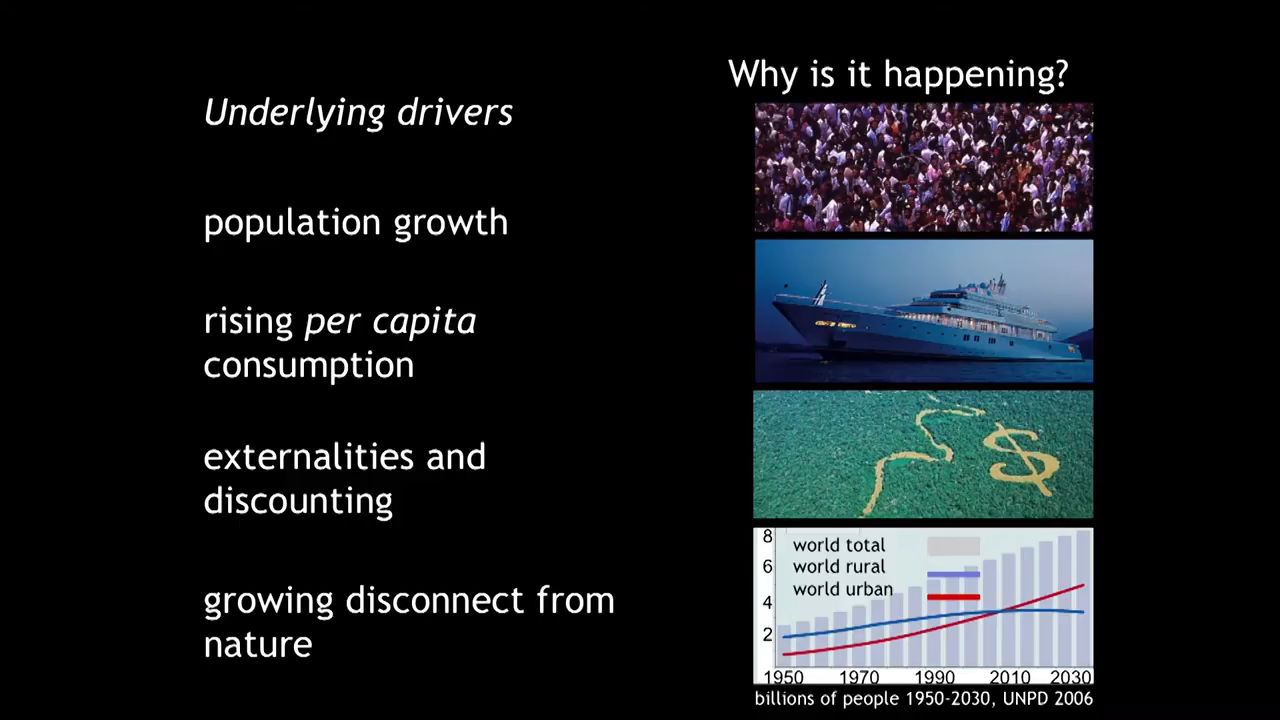 Why is it happening?
Underlying drivers
population growth
rising per capita
consumption
externalities and
discounting
$
growing disconnect from
nature
8
6
4
2
world total
world rural
world urban
1950 1970 1990 2010 2030
billions of people 1950-2030, UNPD 2006